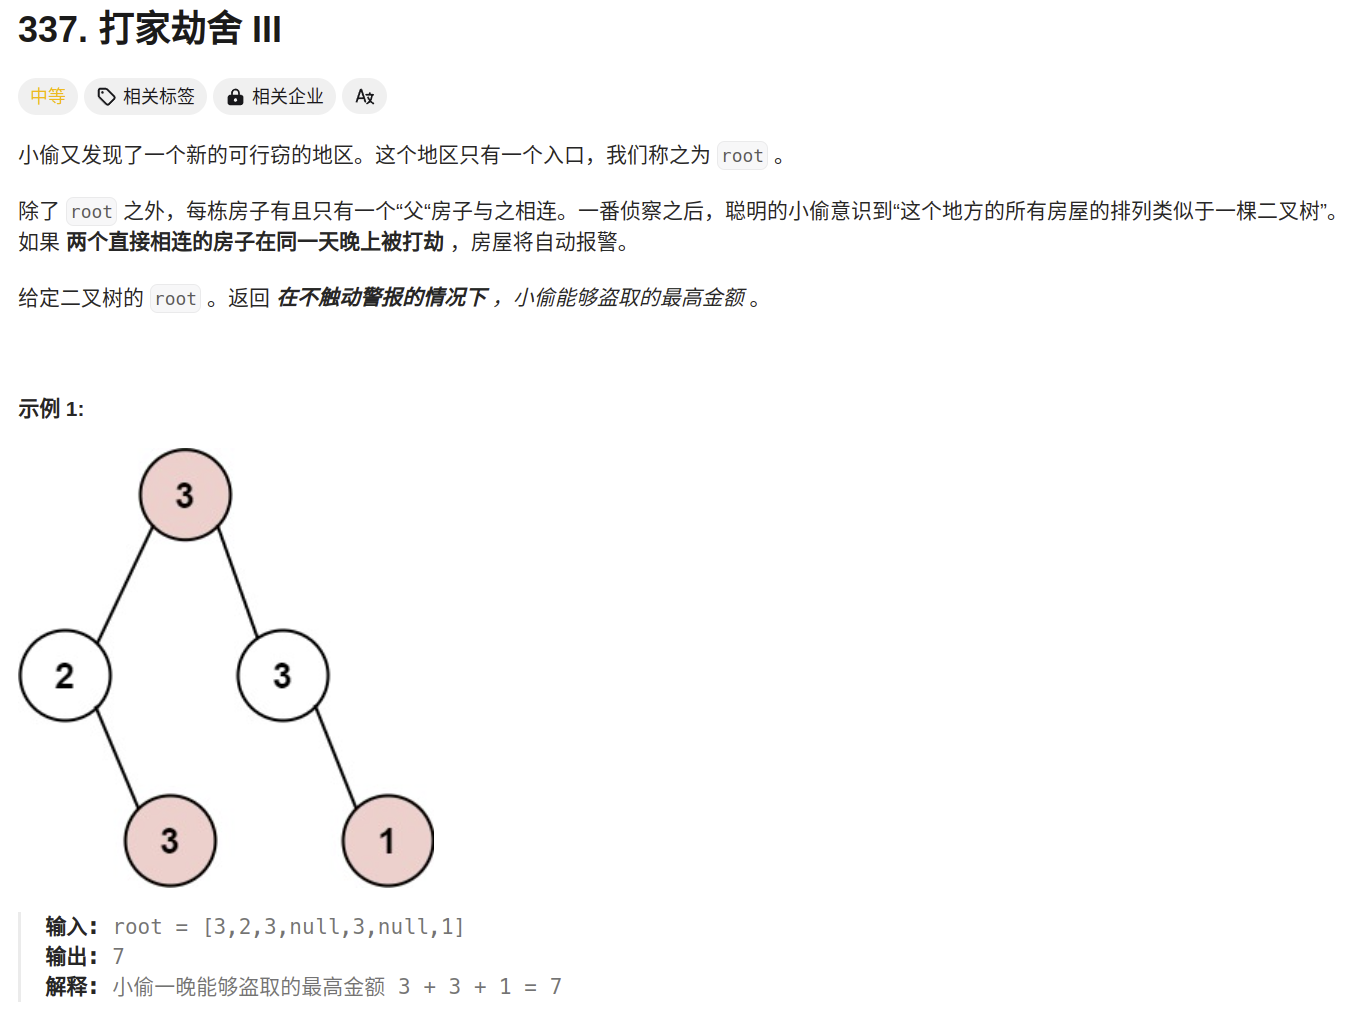 337. 打家劫舍 III
中等 相关标签 相关企业 A文
小偷又发现了一个新的可行窃的地区。这个地区只有一个入口，我们称之为 root 。
除了 root 之外，每栋房子有且只有一个“父“房子与之相连。一番侦察之后，聪明的小偷意识到“这个地方的所有房屋的排列类似于一棵二叉树”。
如果 两个直接相连的房子在同一天晚上被打劫 ，房屋将自动报警。
给定二叉树的 root 。返回 在不触动警报的情况下 ，小偷能够盗取的最高金额 。
示例 1:
3
2 3
3 1
输入: root = [3,2,3,null,3,null,1]
输出: 7
解释: 小偷一晚能够盗取的最高金额 3 + 3 + 1 = 7